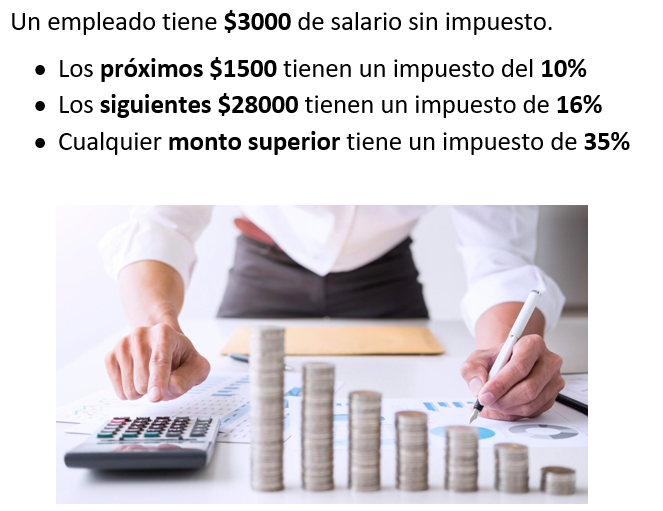 Un empleado tiene $3000 de salario sin impuesto.
• Los próximos $1500 tienen un impuesto del 10%
• Los siguientes $28000 tienen un impuesto de 16%
• Cualquier monto superior tiene un impuesto de 35%